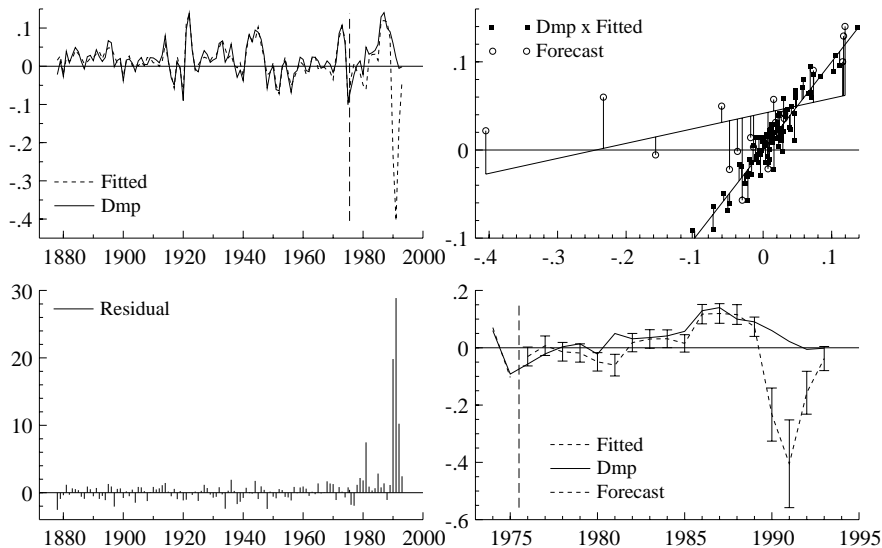 .1
0
-.1
-.2
-.3
-.4
Fitted
Dmp
1880 1900 1920 1940 1960 1980 2000
.1
0
-.1
Dmp x Fitted
Forecast
-.4 -.3 -.2 -.1 0 .1
30
20
10
0
Residual
1880 1900 1920 1940 1960 1980 2000
.2
0
-.2
-.4
-.6
Fitted
Dmp
Forecast
1975 1980 1985 1990 1995